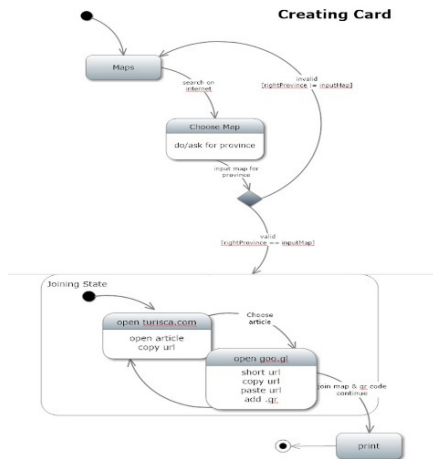 Creating Card
Maps
search on
internet
invalid
[rightProvince != inputMap]
Choose Map
do/ask for province
input map for
province
valid
[rightProvince == inputMap]
Joining State
open turisca.com
open article
copy url
Choose
article
open goo.gl
short url
copy url
paste url
add .qr
join map & qr code
continue
print